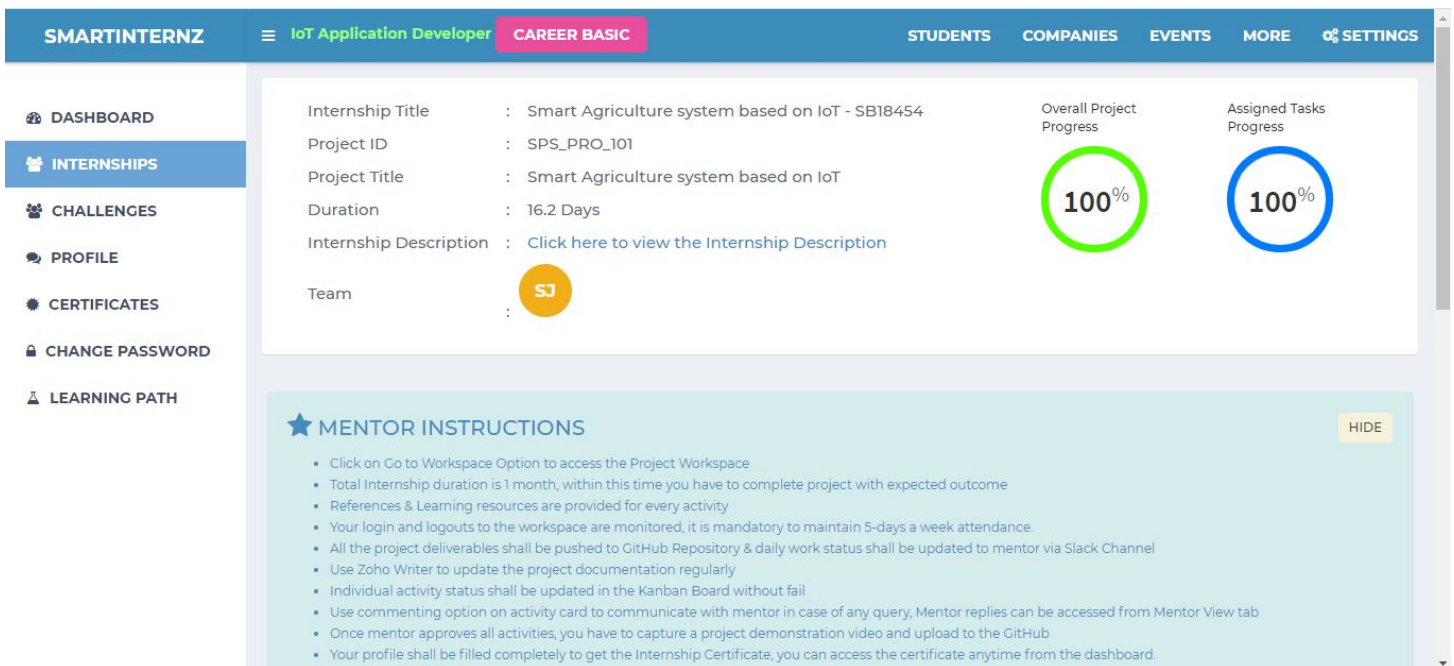 SMARTINTERNZ
IoT Application Developer CAREER BASIC STUDENTS COMPANIES EVENTS MORE SETTINGS
DASHBOARD
INTERNSHIPS
CHALLENGES
PROFILE
CERTIFICATES
CHANGE PASSWORD
LEARNING PATH
Internship Title : Smart Agriculture system based on IoT - SB18454
Project ID : SPS_PRO_101
Project Title : Smart Agriculture system based on IoT
Duration : 16.2 Days
Internship Description : Click here to view the Internship Description
Team : SJ
Overall Project
Progress
100%
Assigned Tasks
Progress
100%
MENTOR INSTRUCTIONS HIDE
• Click on Go to Workspace Option to access the Project Workspace
• Total Internship duration is 1 month, within this time you have to complete project with expected outcome
• References & Learning resources are provided for every activity
• Your login and logouts to the workspace are monitored, it is mandatory to maintain 5-days a week attendance.
• All the project deliverables shall be pushed to GitHub Repository & daily work status shall be updated to mentor via Slack Channel
• Use Zoho Writer to update the project documentation regularly
• Individual activity status shall be updated in the Kanban Board without fail
• Use commenting option on activity card to communicate with mentor in case of any query, Mentor replies can be accessed from Mentor View tab
• Once mentor approves all activities, you have to capture a project demonstration video and upload to the GitHub
• Your profile shall be filled completely to get the Internship Certificate, you can access the certificate anytime from the dashboard.